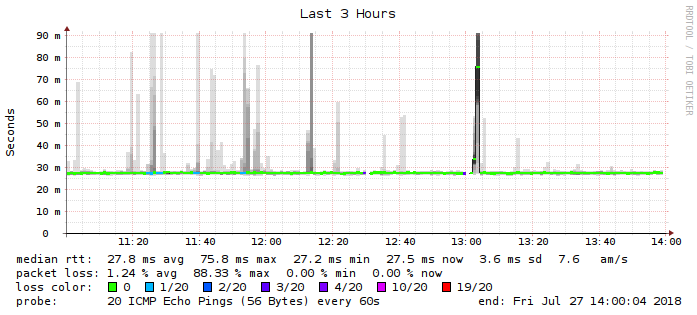 Last 3 Hours
RRDTOOL / TOBI OETIKER
Seconds
90 m
80 m
70 m
60 m
50 m
40 m
30 m
20 m
10 m
0
11:20 11:40 12:00 12:20 12:40 13:00 13:20 13:40 14:00
median rtt: 27.8 ms avg 75.8 ms max 27.2 ms min 27.5 ms now 3.6 ms sd 7.6 am/s
packet loss: 1.24 % avg 88.33 % max 0.00 % min 0.00 % now
loss color: 0 1/20 2/20 3/20 4/20 10/20 19/20
probe: 20 ICMP Echo Pings (56 Bytes) every 60s end: Fri Jul 27 14:00:04 2018